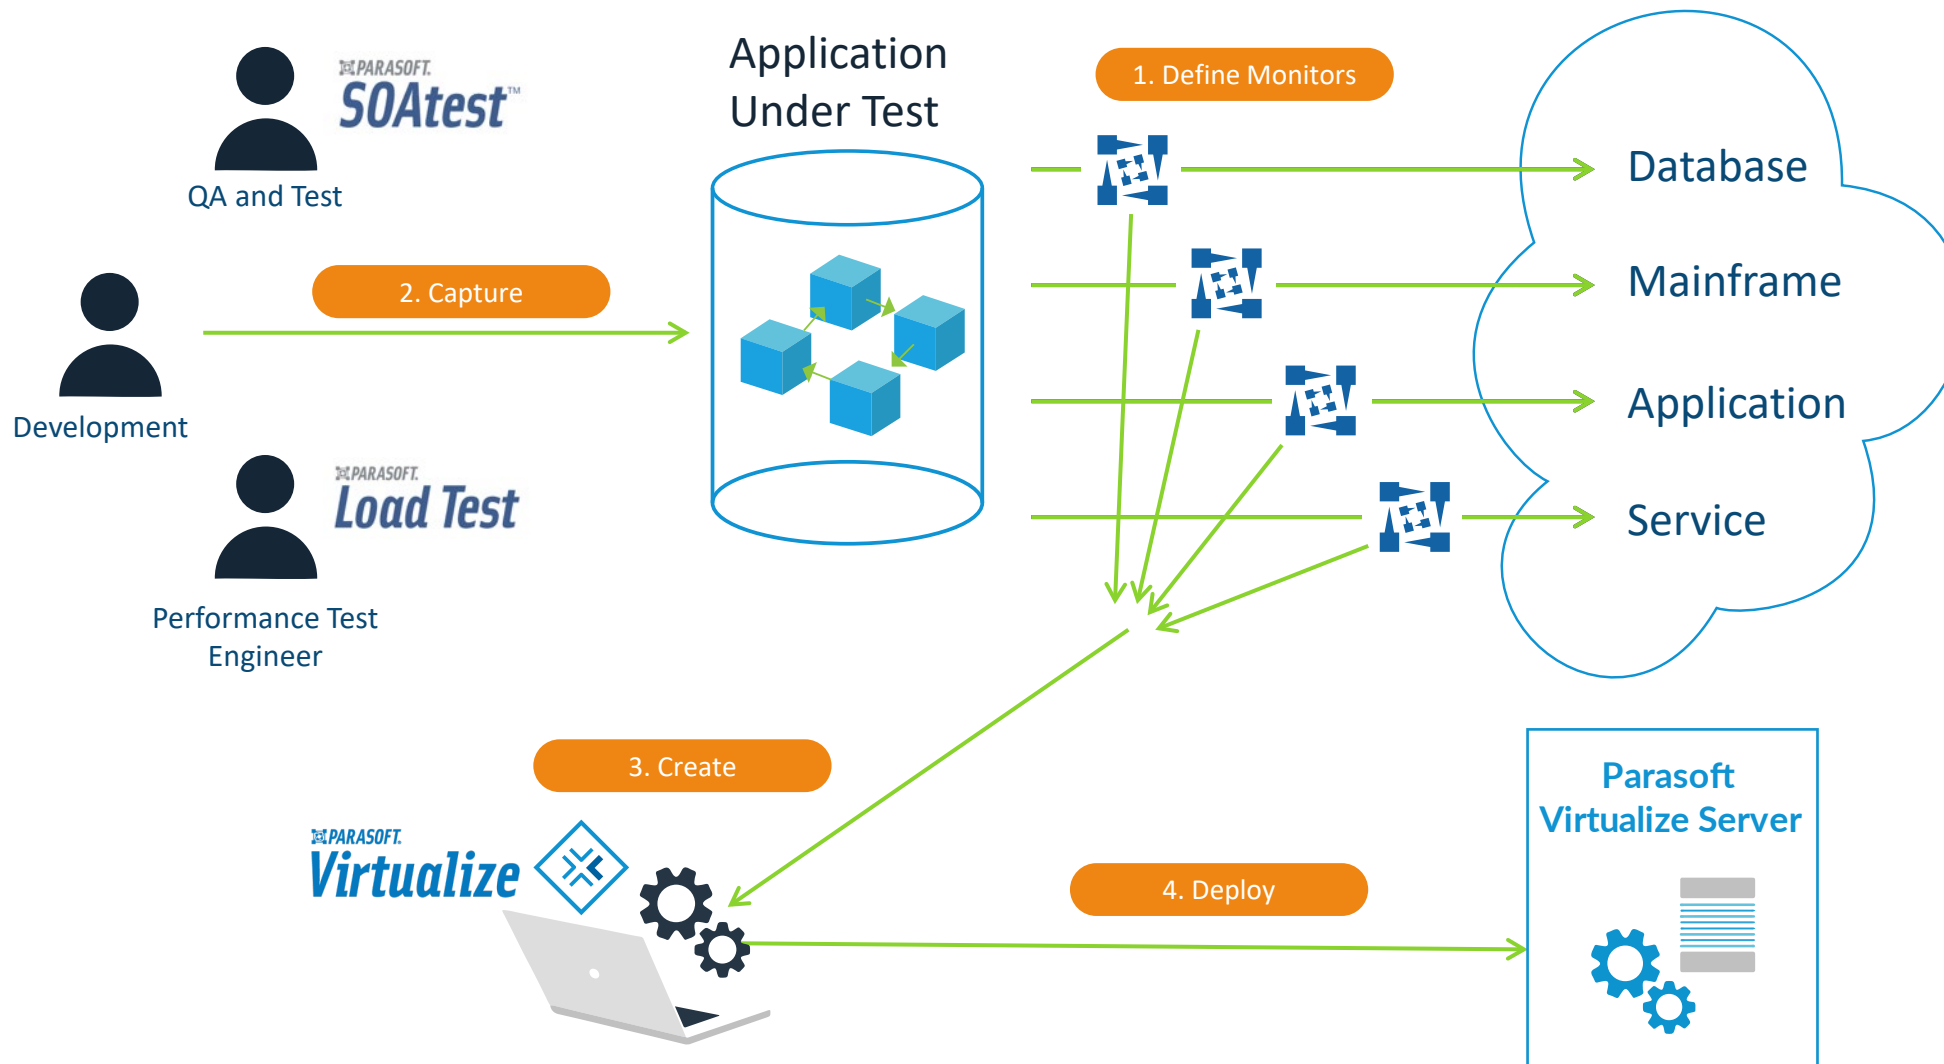 PARASOFT.
SOAtest™
QA and Test
Application
Under Test
1. Define Monitors
Database
Mainframe
Application
Service
2. Capture
Development
PARASOFT.
Load Test
Performance Test
Engineer
3. Create
PARASOFT.
Virtualize
4. Deploy
Parasoft
Virtualize Server